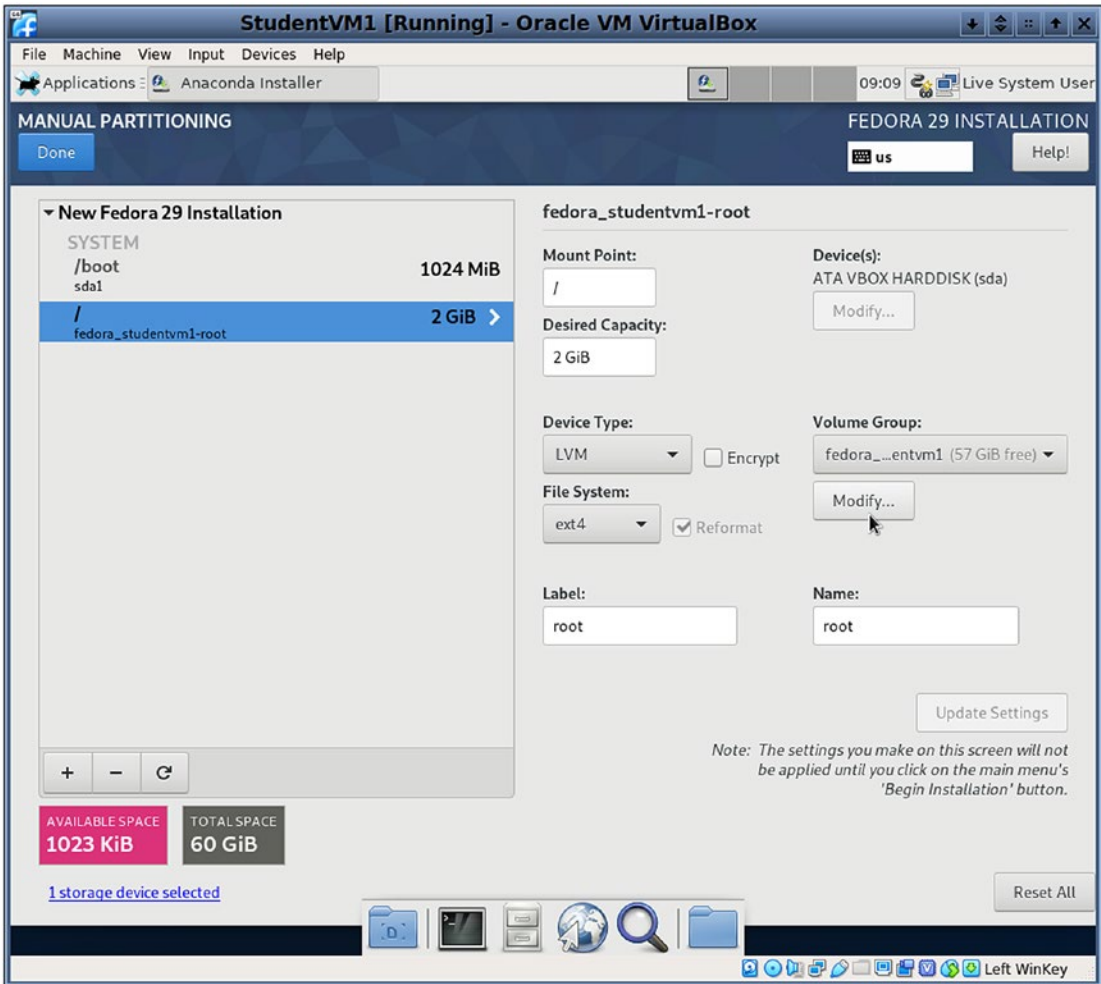 StudentVM1 [Running] - Oracle VM VirtualBox
File Machine View Input Devices Help
Applications Anaconda Installer 09:09 Live System User
MANUAL PARTITIONING
FEDORA 29 INSTALLATION
Done
us
Help!
New Fedora 29 Installation
SYSTEM
/boot
1024 MiB
sda1
/
2 GiB
fedora_studentvm1-root
fedora_studentvm1-root
Mount Point:
/
Desired Capacity:
2 GiB
Device(s):
ATA VBOX HARDDISK (sda)
Modify...
Device Type:
LVM
Encrypt
Volume Group:
fedora_...entvm1 (57 GiB free)
Modify...
File System:
ext4
Reformat
Label:
root
Name:
root
Update Settings
Note: The settings you make on this screen will not
be applied until you click on the main menu's
'Begin Installation' button.
+ −
AVAILABLE SPACE
1023 KiB
TOTAL SPACE
60 GiB
1 storage device selected
Reset All
Left WinKey